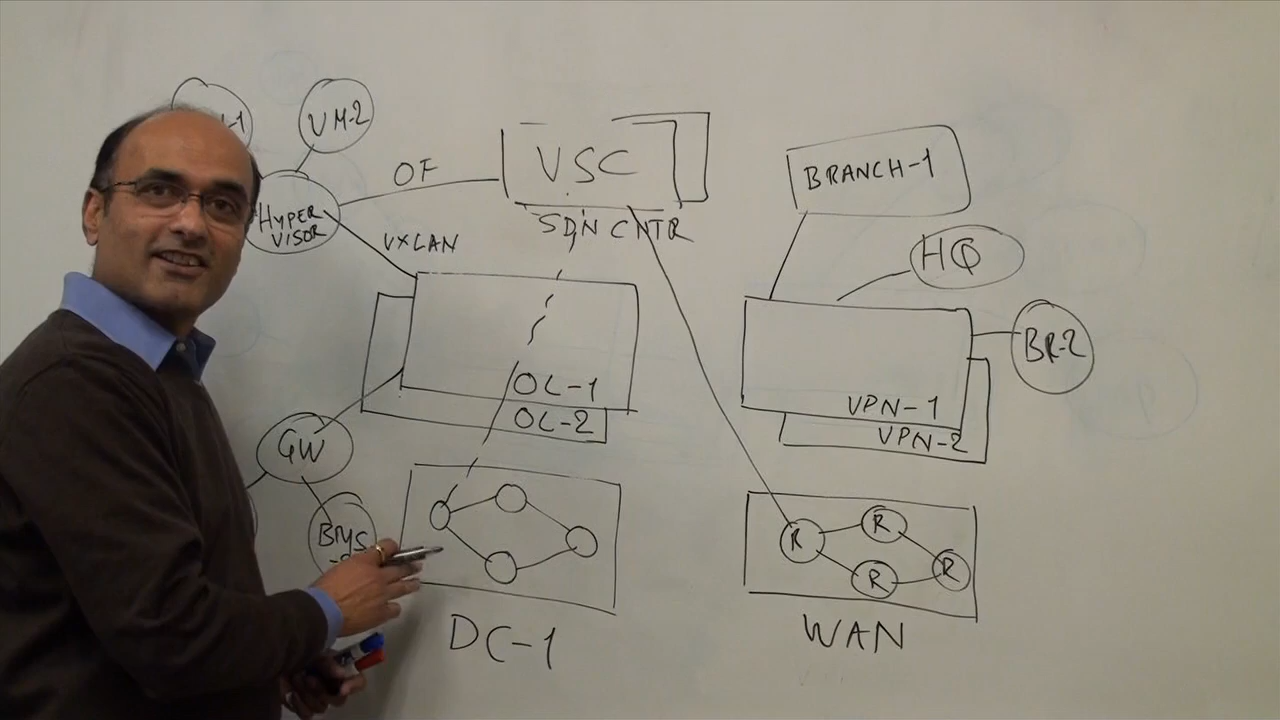 VM-2
OF
VSC
BRANCH-1
HYPER
VISOR
VXLAN
SDN CNTR
HQ
BR-2
OL-1
OL-2
VPN-1
VPN-2
GW
BMS
R
R
R
R
DC-1
WAN